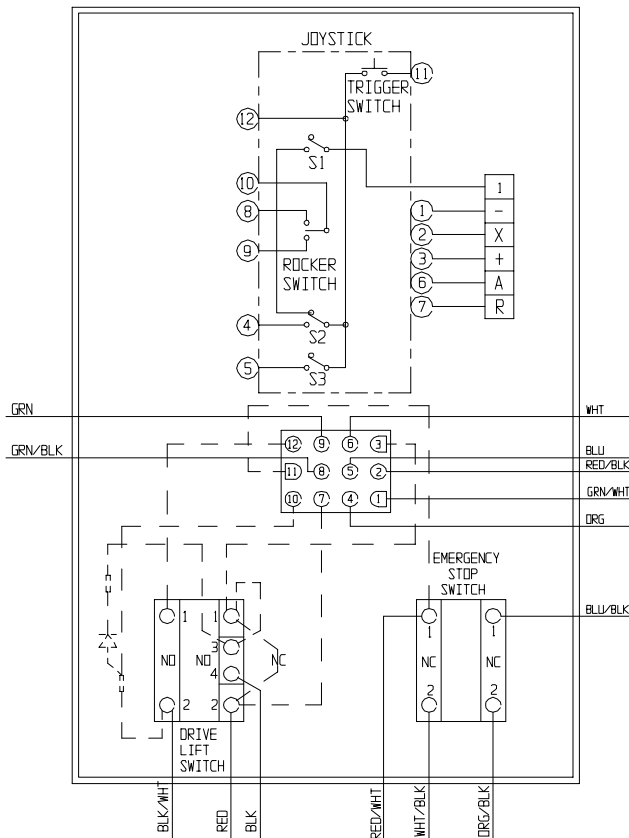 JOYSTICK
11
TRIGGER
SWITCH
12
S1
10
1
8
1 -
2 X
9
ROCKER
SWITCH
3 +
6 A
7 R
4
S2
5
S3
GRN
WHT
12 9 6 3
GRN/BLK
BLU
11 8 5 2
RED/BLK
10 7 4 1
GRN/WHT
ORG
EMERGENCY
STOP
SWITCH
BLU/BLK
1 1
3
NO NO NC
4
2 2
1 1
NC NC
2 2
DRIVE
LIFT
SWITCH
BLK/WHT
RED
BLK
RED/WHT
WHT/BLK
ORG/BLK